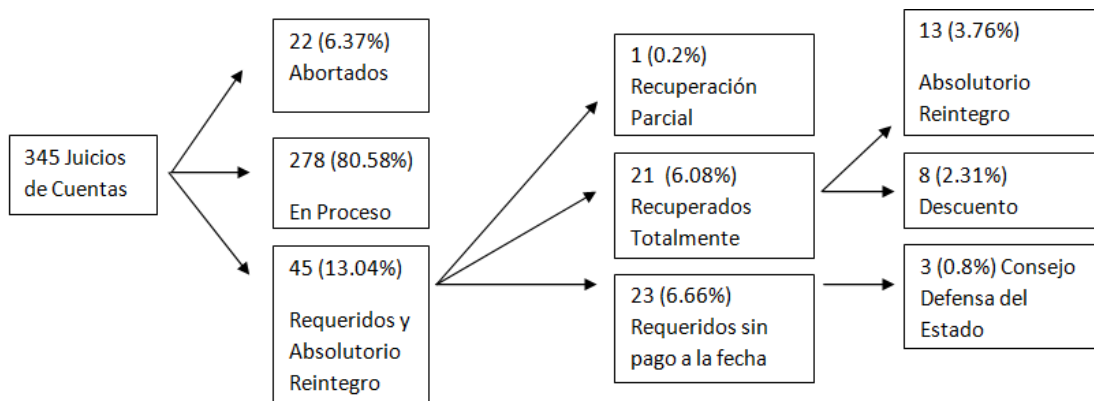 345 Juicios
de Cuentas
22 (6.37%)
Abortados
278 (80.58%)
En Proceso
45 (13.04%)
Requeridos y
Absolutorio
Reintegro
1 (0.2%)
Recuperación
Parcial
21 (6.08%)
Recuperados
Totalmente
23 (6.66%)
Requeridos sin
pago a la fecha
13 (3.76%)
Absolutorio
Reintegro
8 (2.31%)
Descuento
3 (0.8%) Consejo
Defensa del
Estado